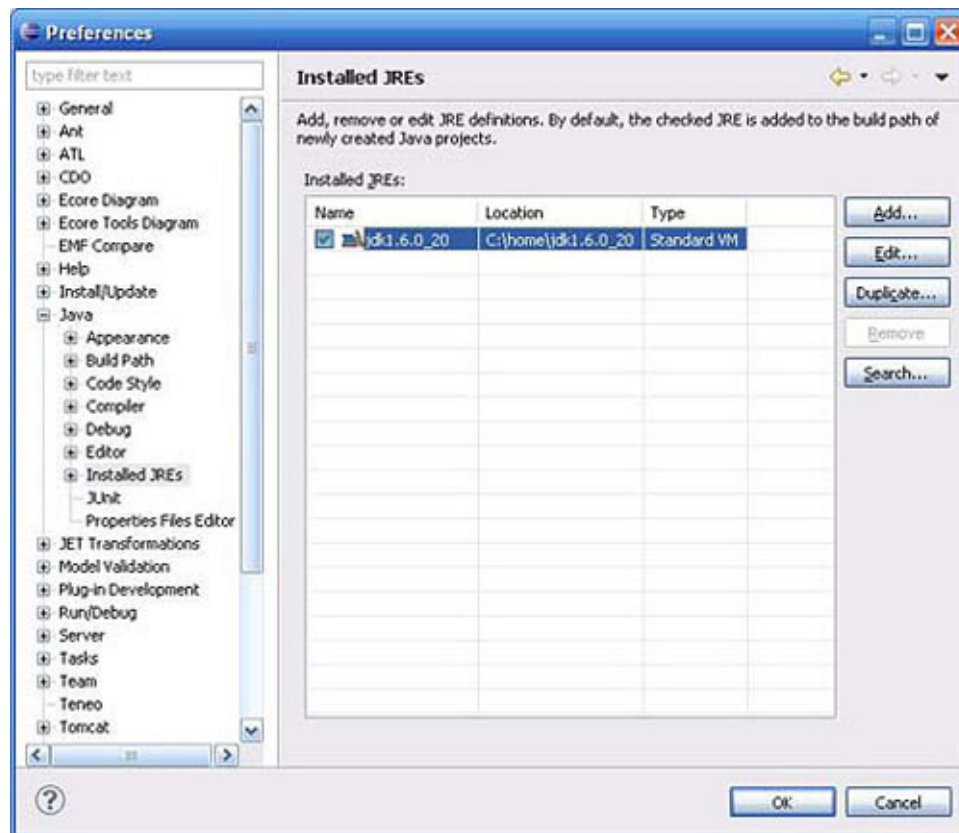 Preferences
type filter text
General
Ant
ATL
CDO
Ecore Diagram
Ecore Tools Diagram
EMF Compare
Help
Install/Update
Java
Appearance
Build Path
Code Style
Compiler
Debug
Editor
Installed JREs
JUnit
Properties Files Editor
JET Transformations
Model Validation
Plug-in Development
Run/Debug
Server
Tasks
Team
Teneo
Tomcat
Installed JREs
Add, remove or edit JRE definitions. By default, the checked JRE is added to the build path of
newly created Java projects.
Installed JREs:
Name Location Type
jdk1.6.0_20 C:\home\jdk1.6.0_20 Standard VM
Add...
Edit...
Duplicate...
Remove
Search...
?
OK Cancel